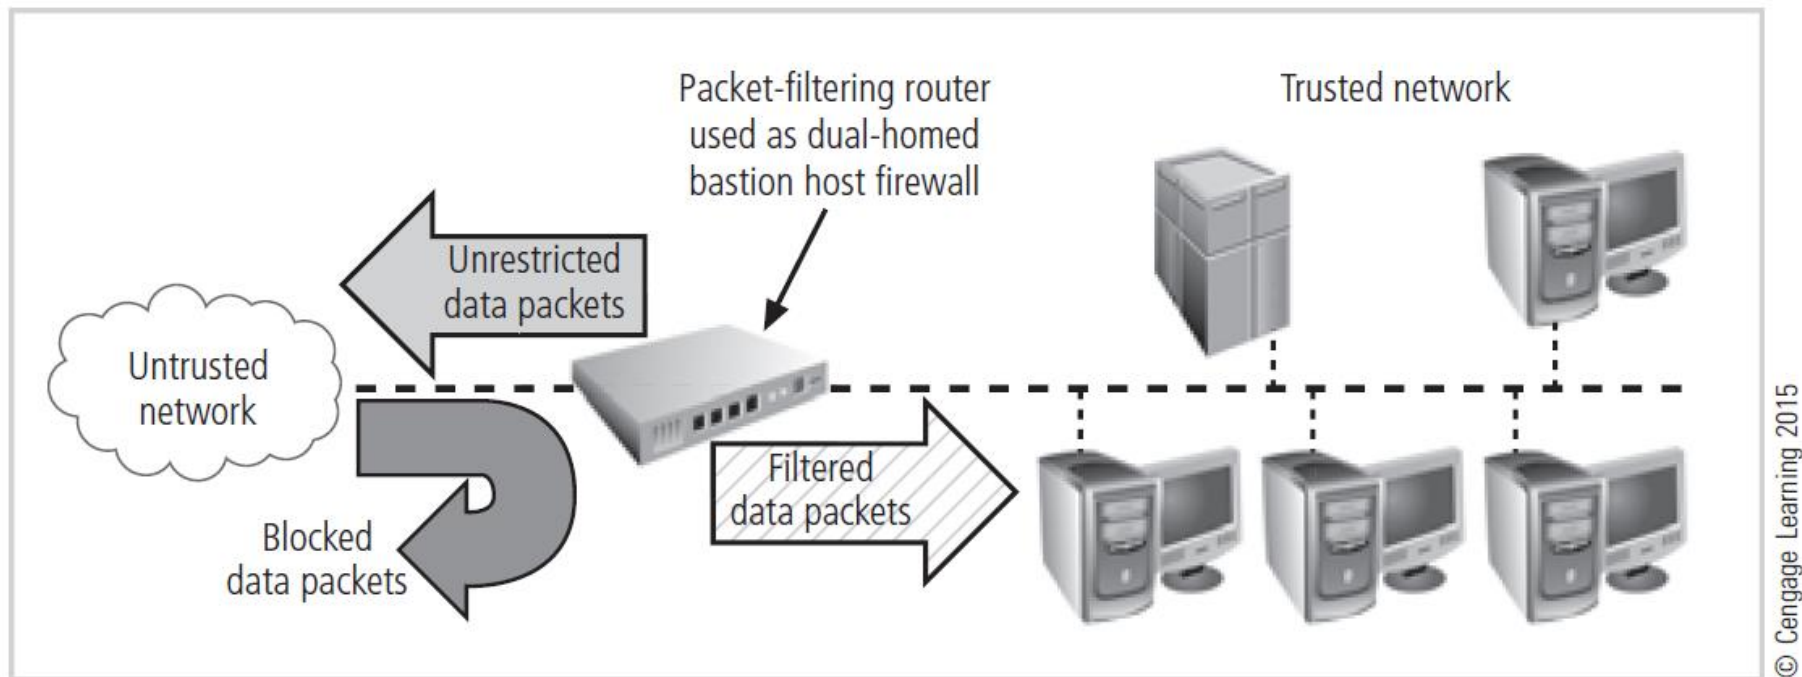 Packet-filtering router
used as dual-homed
bastion host firewall
Trusted network
Unrestricted
data packets
Untrusted
network
Filtered
data packets
Blocked
data packets
© Cengage Learning 2015